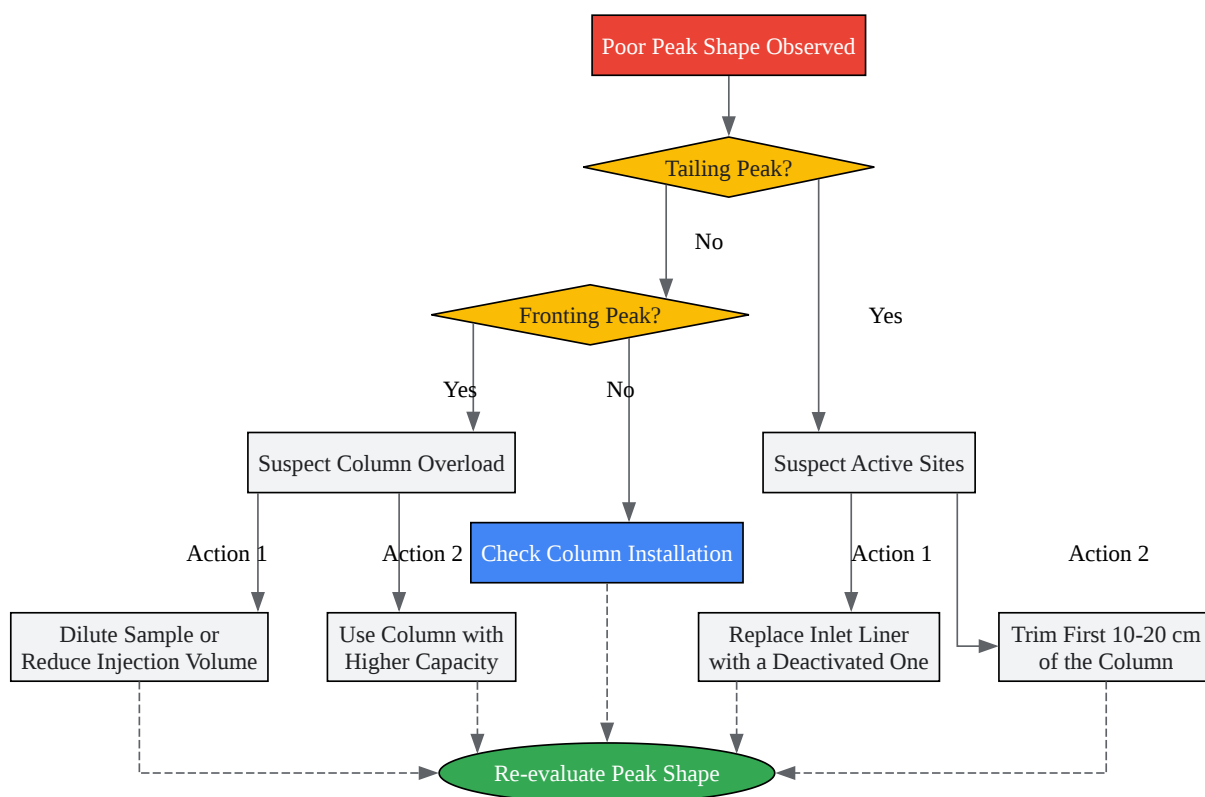 Poor Peak Shape Observed
Tailing Peak?
No
Fronting Peak?
Yes
Yes
No
Suspect Column Overload
Suspect Active Sites
Action 1
Action 2
Check Column Installation
Action 1
Action 2
Dilute Sample or
Reduce Injection Volume
Use Column with
Higher Capacity
Replace Inlet Liner
with a Deactivated One
Trim First 10-20 cm
of the Column
Re-evaluate Peak Shape